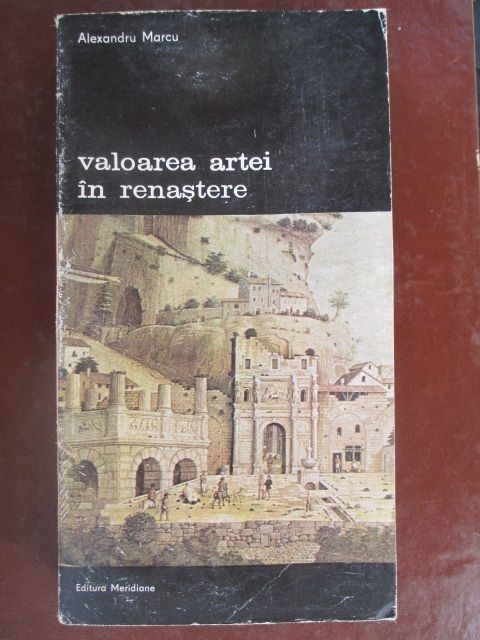 Alexandru Marcu
valoarea artei
în renaştere
Editura Meridiane